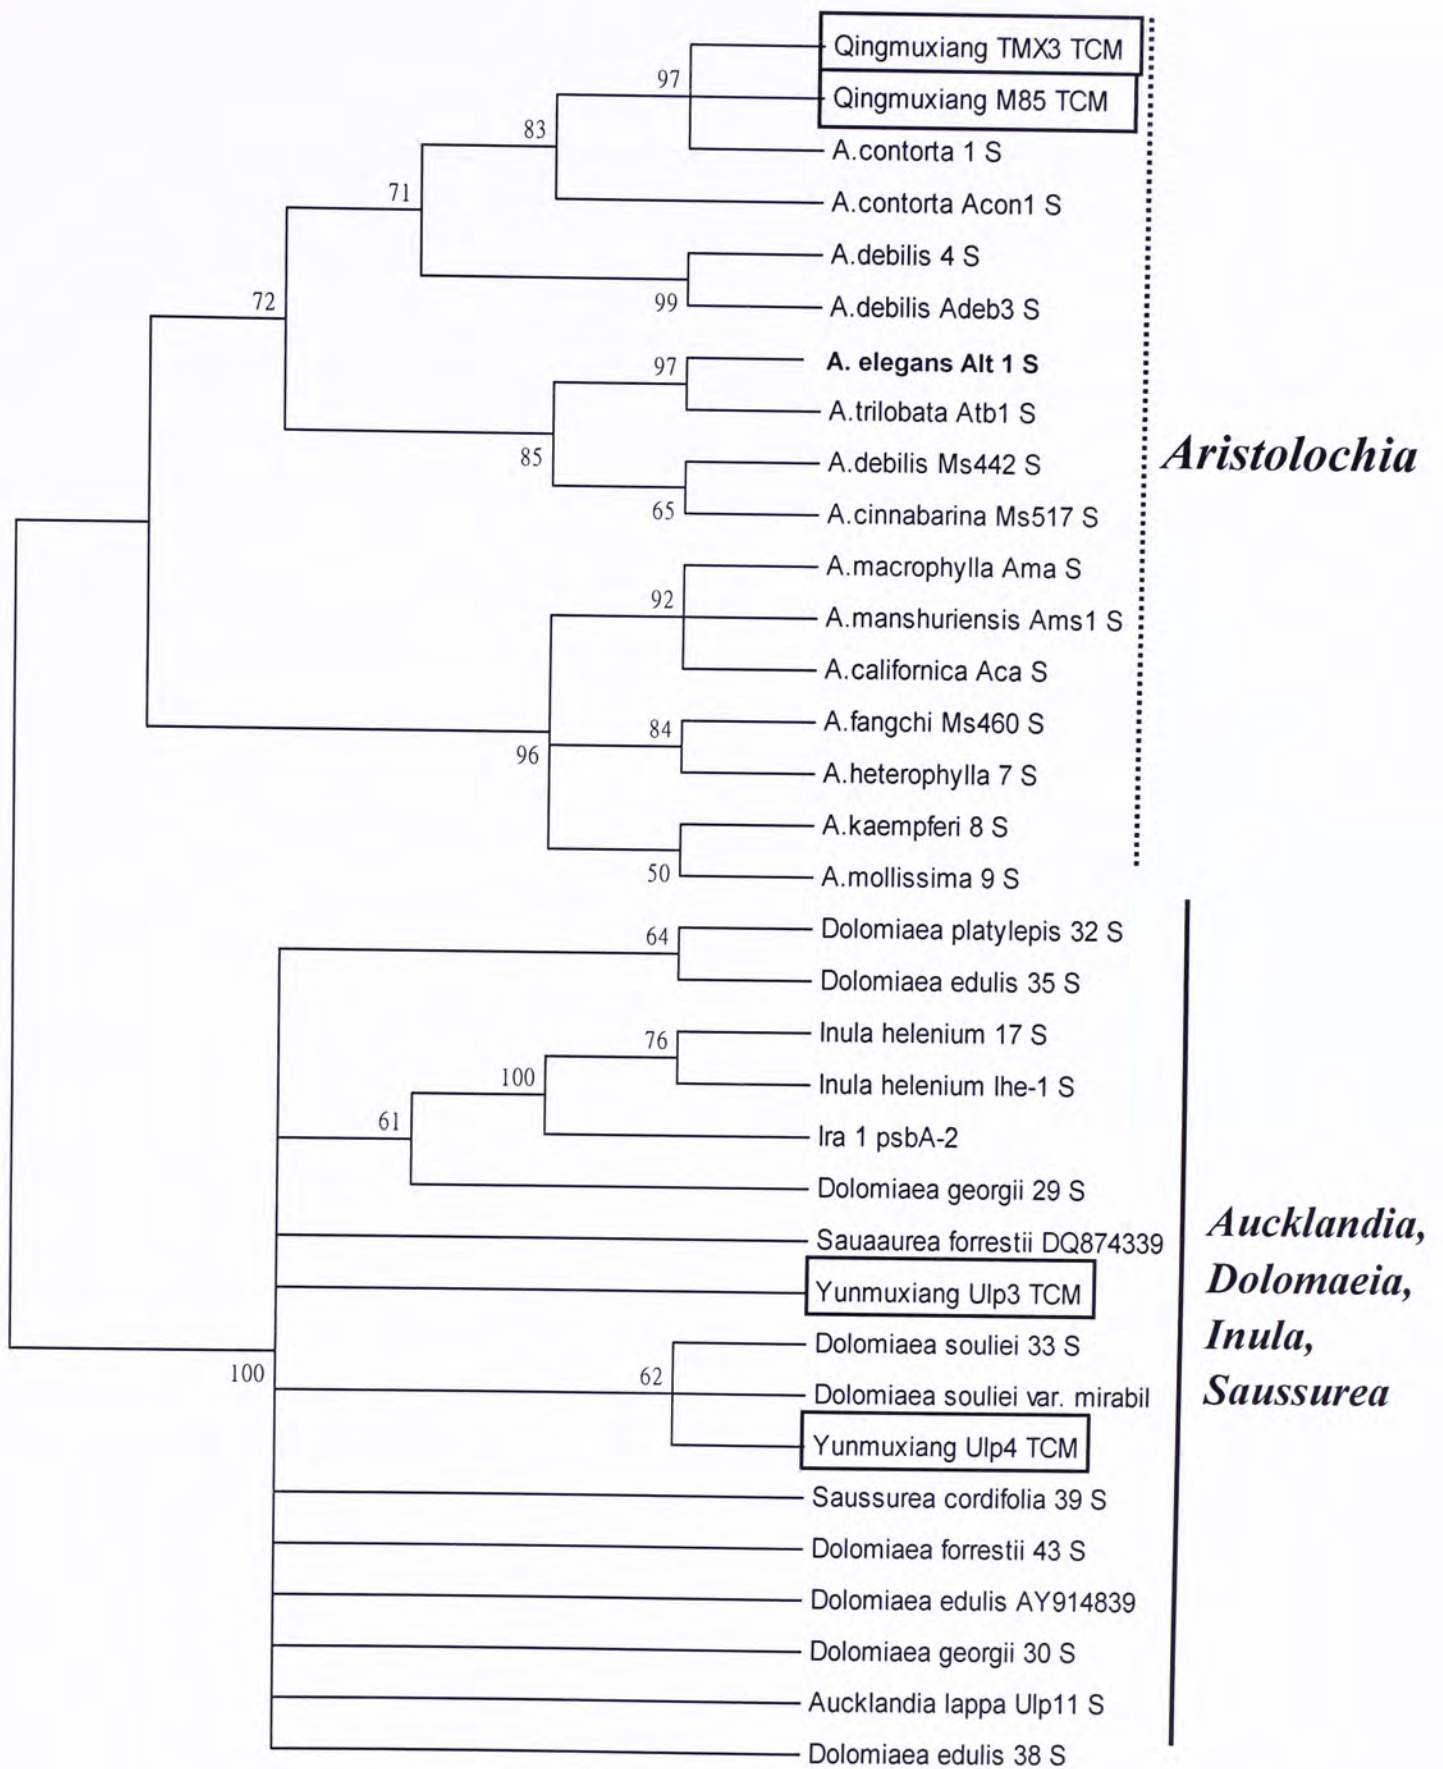 Qingmuxiang TMX3 TCM
97
Qingmuxiang M85 TCM
83
A.contorta 1 S
71
A.contorta Acon1 S
A.debilis 4 S
72
99
A.debilis Adeb3 S
97
A. elegans Alt 1 S
A.trilobata Atb1 S
85
A.debilis Ms442 S
Aristolochia
65
A.cinnabarina Ms517 S
A.macrophylla Ama S
92
A.manshuriensis Ams1 S
A.californica Aca S
84
A.fangchi Ms460 S
96
A.heterophylla 7 S
A.kaempferi 8 S
50
A.mollissima 9 S
64
Dolomiaea platylepis 32 S
Dolomiaea edulis 35 S
76
Inula helenium 17 S
100
Inula helenium Ihe-1 S
61
Ira 1 psbA-2
Dolomiaea georgii 29 S
Sauaaurea forrestii DQ874339
Yunmuxiang Ulp3 TCM
Dolomiaea souliei 33 S
100
62
Dolomiaea souliei var. mirabil
Yunmuxiang Ulp4 TCM
Aucklandia,
Dolomaeia,
Inula,
Saussurea
Saussurea cordifolia 39 S
Dolomiaea forrestii 43 S
Dolomiaea edulis AY914839
Dolomiaea georgii 30 S
Aucklandia lappa Ulp11 S
Dolomiaea edulis 38 S